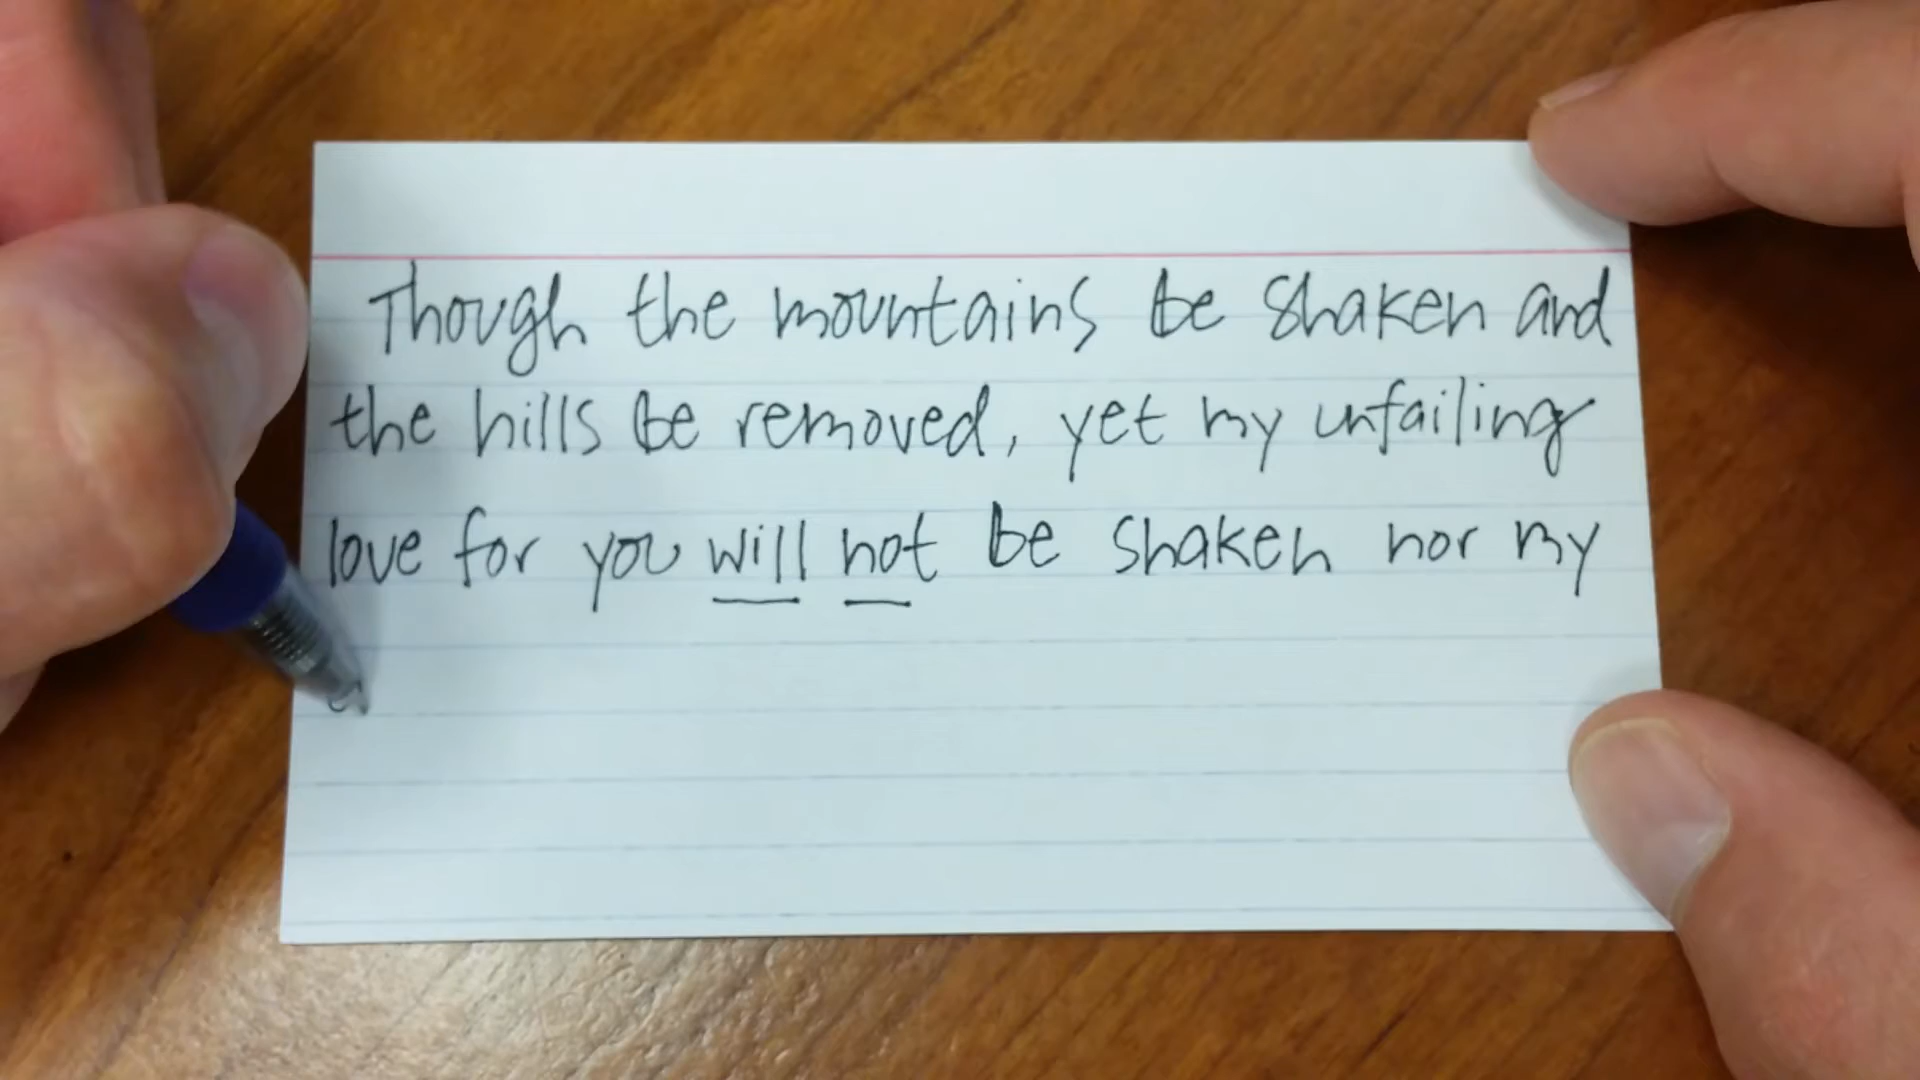 Though the mountains be shaken and
the hills be removed, yet my unfailing
love for you will not be shaken nor my